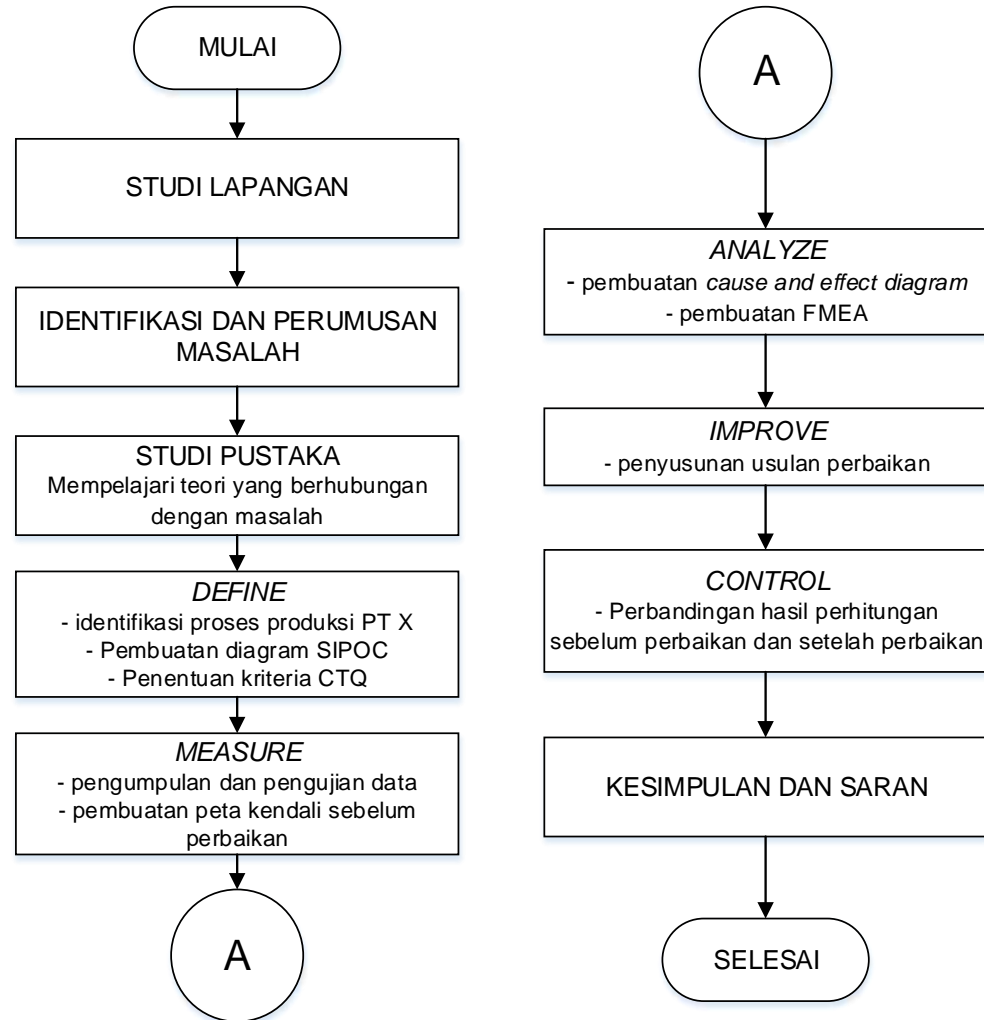 MULAI
STUDI LAPANGAN
IDENTIFIKASI DAN PERUMUSAN
MASALAH
STUDI PUSTAKA
Mempelajari teori yang berhubungan
dengan masalah
DEFINE
- identifikasi proses produksi PT X
- Pembuatan diagram SIPOC
- Penentuan kriteria CTQ
MEASURE
- pengumpulan dan pengujian data
- pembuatan peta kendali sebelum
perbaikan
A
A
ANALYZE
- pembuatan cause and effect diagram
- pembuatan FMEA
IMPROVE
- penyusunan usulan perbaikan
CONTROL
- Perbandingan hasil perhitungan
sebelum perbaikan dan setelah perbaikan
KESIMPULAN DAN SARAN
SELESAI